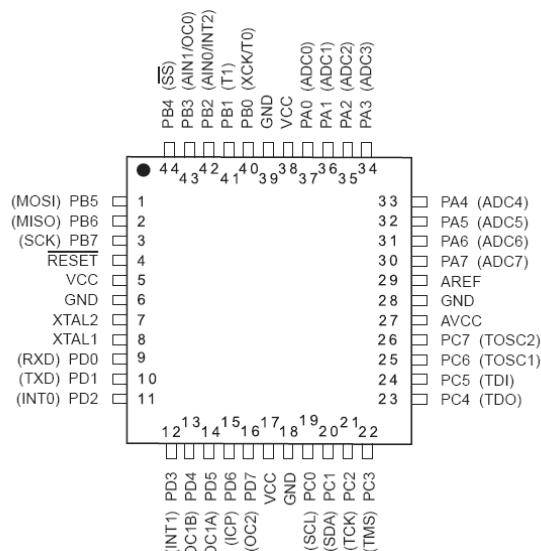 PB4 (SS)
PB3 (AIN1/OC0)
PB2 (AIN0/INT2)
PB1 (T1)
PB0 (XCK/T0)
GND
VCC
PA0 (ADC0)
PA1 (ADC1)
PA2 (ADC2)
PA3 (ADC3)
44 43 42 41 40 39 38 37 36 35 34
(MOSI) PB5 1
(MISO) PB6 2
(SCK) PB7 3
RESET 4
VCC 5
GND 6
XTAL2 7
XTAL1 8
(RXD) PD0 9
(TXD) PD1 10
(INT0) PD2 11
33 PA4 (ADC4)
32 PA5 (ADC5)
31 PA6 (ADC6)
30 PA7 (ADC7)
29 AREF
28 GND
27 AVCC
26 PC7 (TOSC2)
25 PC6 (TOSC1)
24 PC5 (TDI)
23 PC4 (TDO)
12 13 14 15 16 17 18 19 20 21 22
(INT1) PD3
OC1B) PD4
OC1A) PD5
(ICP) PD6
(OC2) PD7
VCC
GND
(SCL) PC0
(SDA) PC1
(TCK) PC2
(TMS) PC3